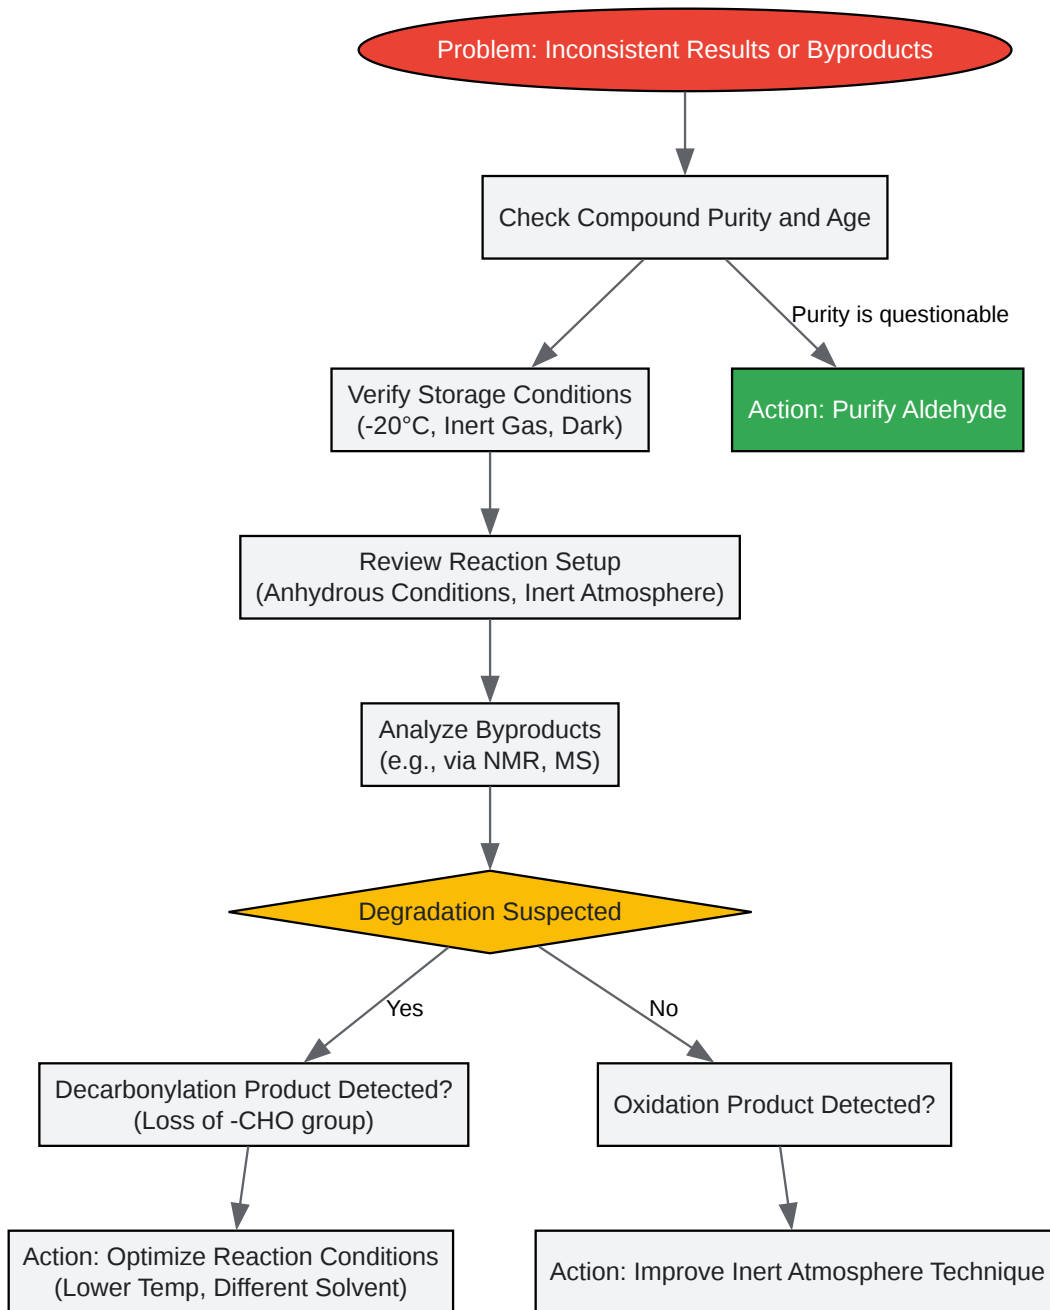 Problem: Inconsistent Results or Byproducts
Check Compound Purity and Age
Purity is questionable
Verify Storage Conditions
(-20°C, Inert Gas, Dark)
Action: Purify Aldehyde
Review Reaction Setup
(Anhydrous Conditions, Inert Atmosphere)
Analyze Byproducts
(e.g., via NMR, MS)
Degradation Suspected
Yes
No
Decarbonylation Product Detected?
(Loss of -CHO group)
Oxidation Product Detected?
Action: Optimize Reaction Conditions
(Lower Temp, Different Solvent)
Action: Improve Inert Atmosphere Technique